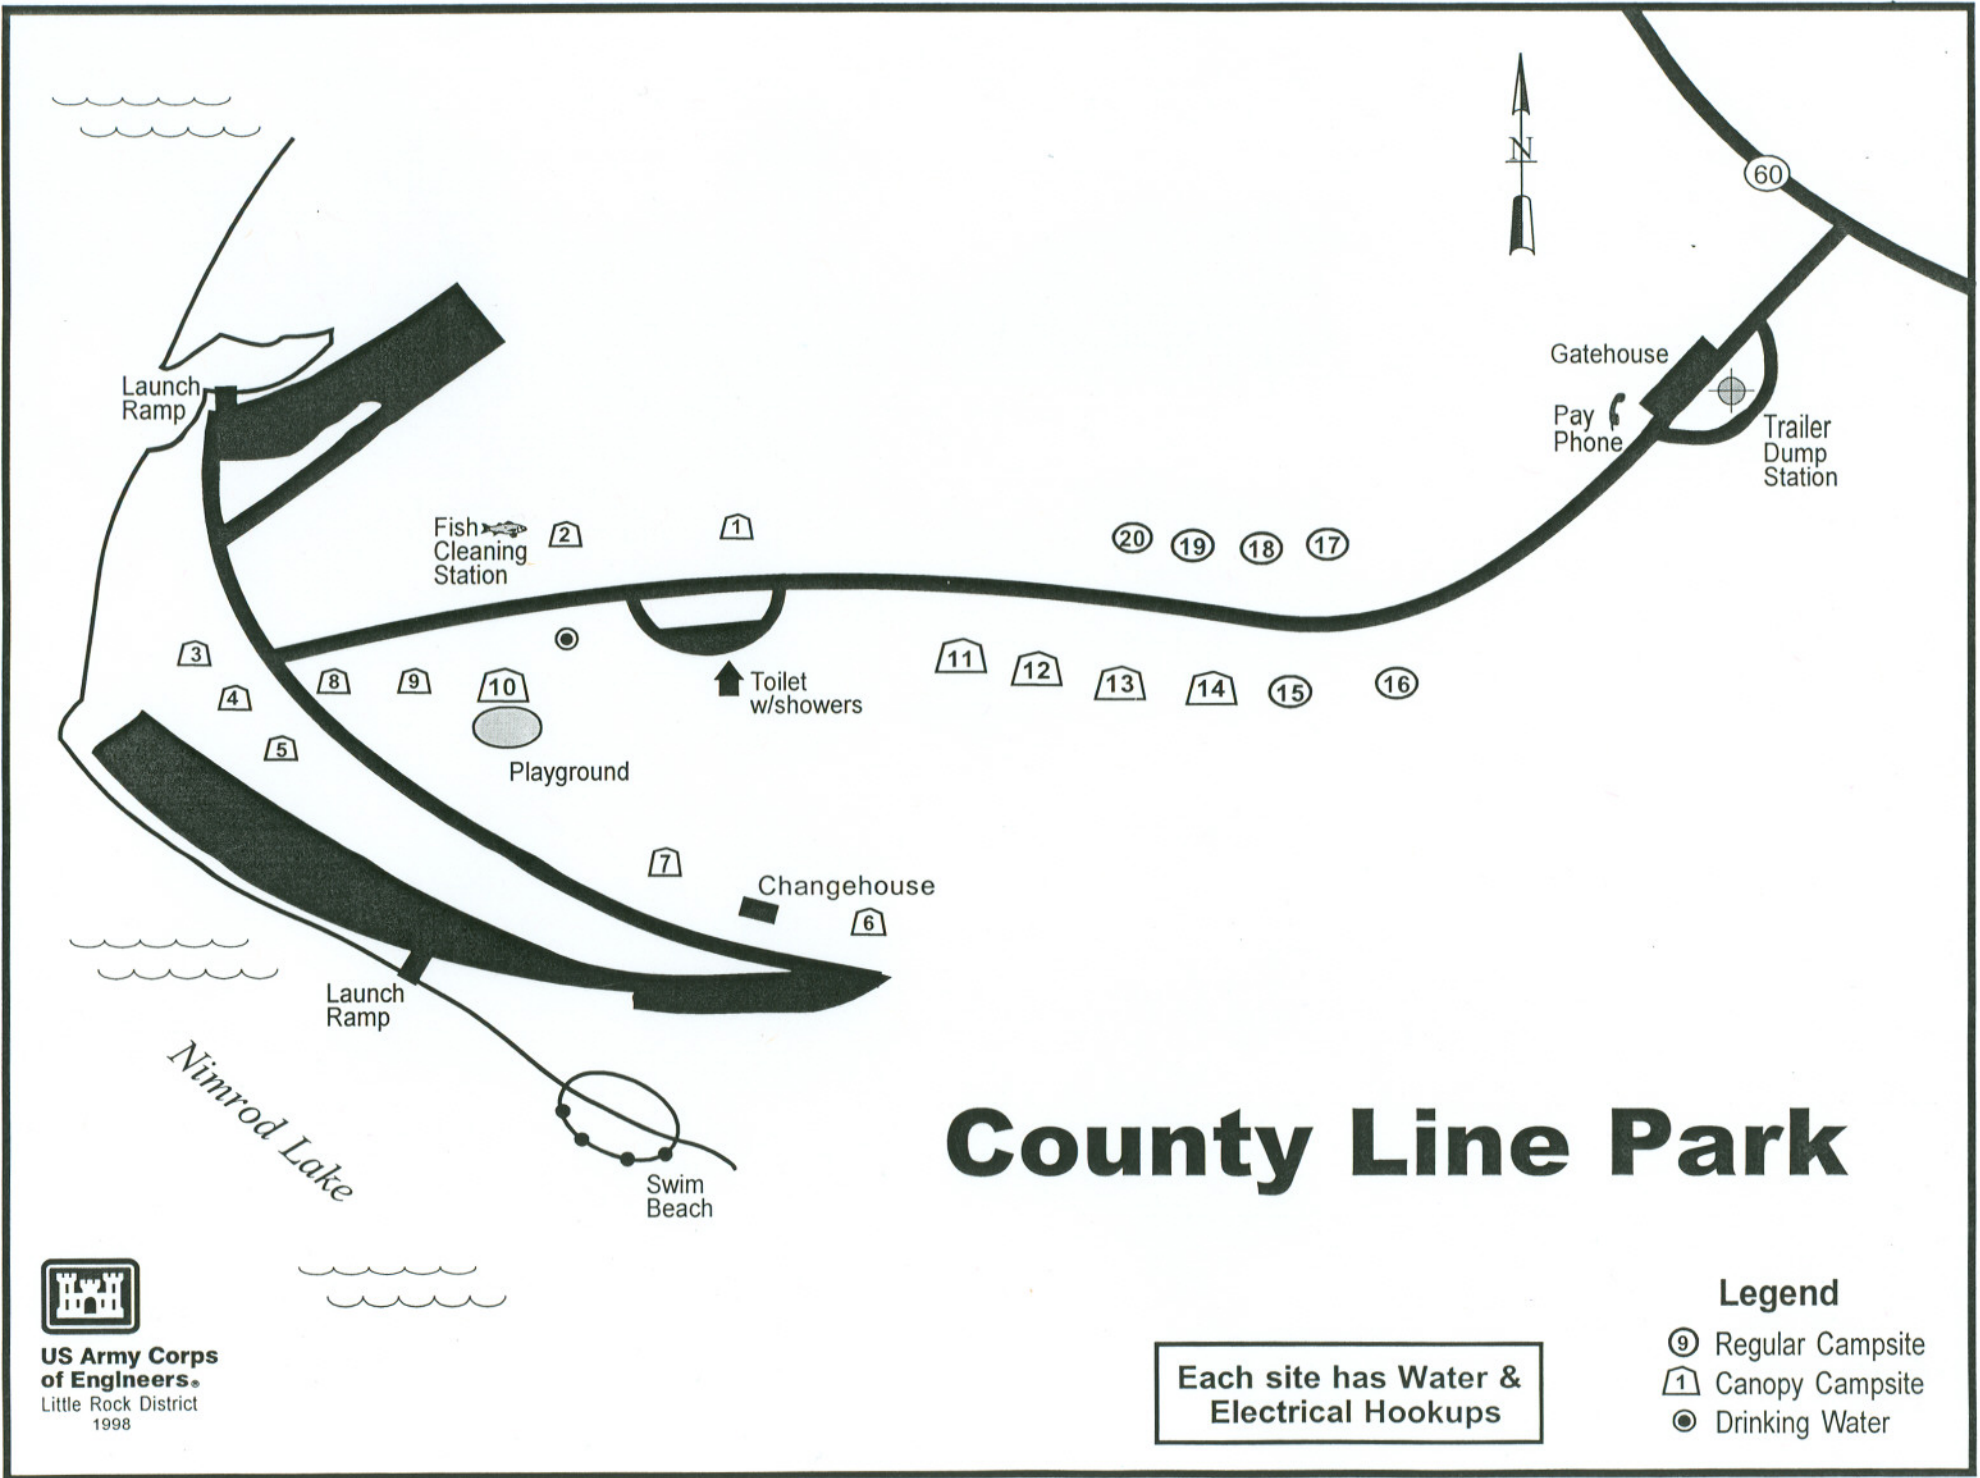 N
60
Gatehouse
Launch
Ramp
Pay
Phone
Trailer
Dump
Station
Fish
Cleaning
Station
2
1
20
19
18
17
3
4
5
8
9
10
11
12
13
14
15
16
Toilet
w/showers
Playground
7
Changehouse
6
Launch
Ramp
Nimrod Lake
Swim
Beach
County Line Park
US Army Corps
of Engineers®
Little Rock District
1998
Each site has Water &
Electrical Hookups
Legend
9 Regular Campsite
1 Canopy Campsite
Drinking Water